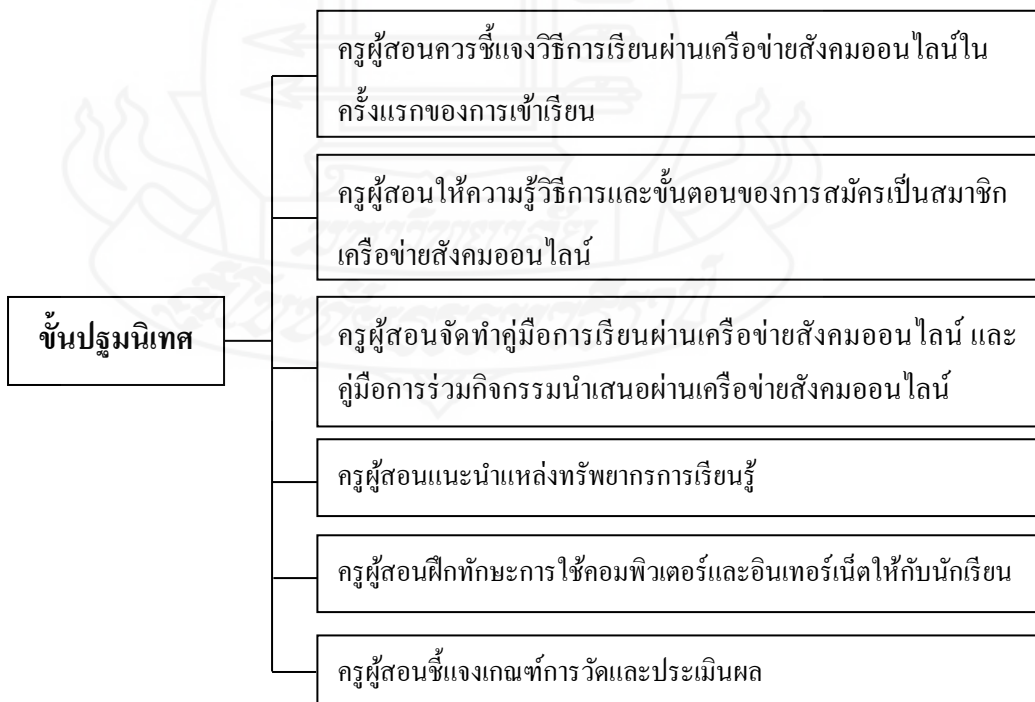 ครูผู้สอนควรชี้แจงวิธีการเรียนผ่านเครือข่ายสังคมออนไลน์ใน
ครั้งแรกของการเข้าเรียน
ครูผู้สอนให้ความรู้วิธีการและขั้นตอนของการสมัครเป็นสมาชิก
เครือข่ายสังคมออนไลน์
ขั้นปฐมนิเทศ
ครูผู้สอนจัดทำคู่มือการเรียนผ่านเครือข่ายสังคมออนไลน์ และ
คู่มือการร่วมกิจกรรมนำเสนอผ่านเครือข่ายสังคมออนไลน์
ครูผู้สอนแนะนำแหล่งทรัพยากรการเรียนรู้
ครูผู้สอนฝึกทักษะการใช้คอมพิวเตอร์และอินเทอร์เน็ตให้กับนักเรียน
ครูผู้สอนชี้แจงเกณฑ์การวัดและประเมินผล